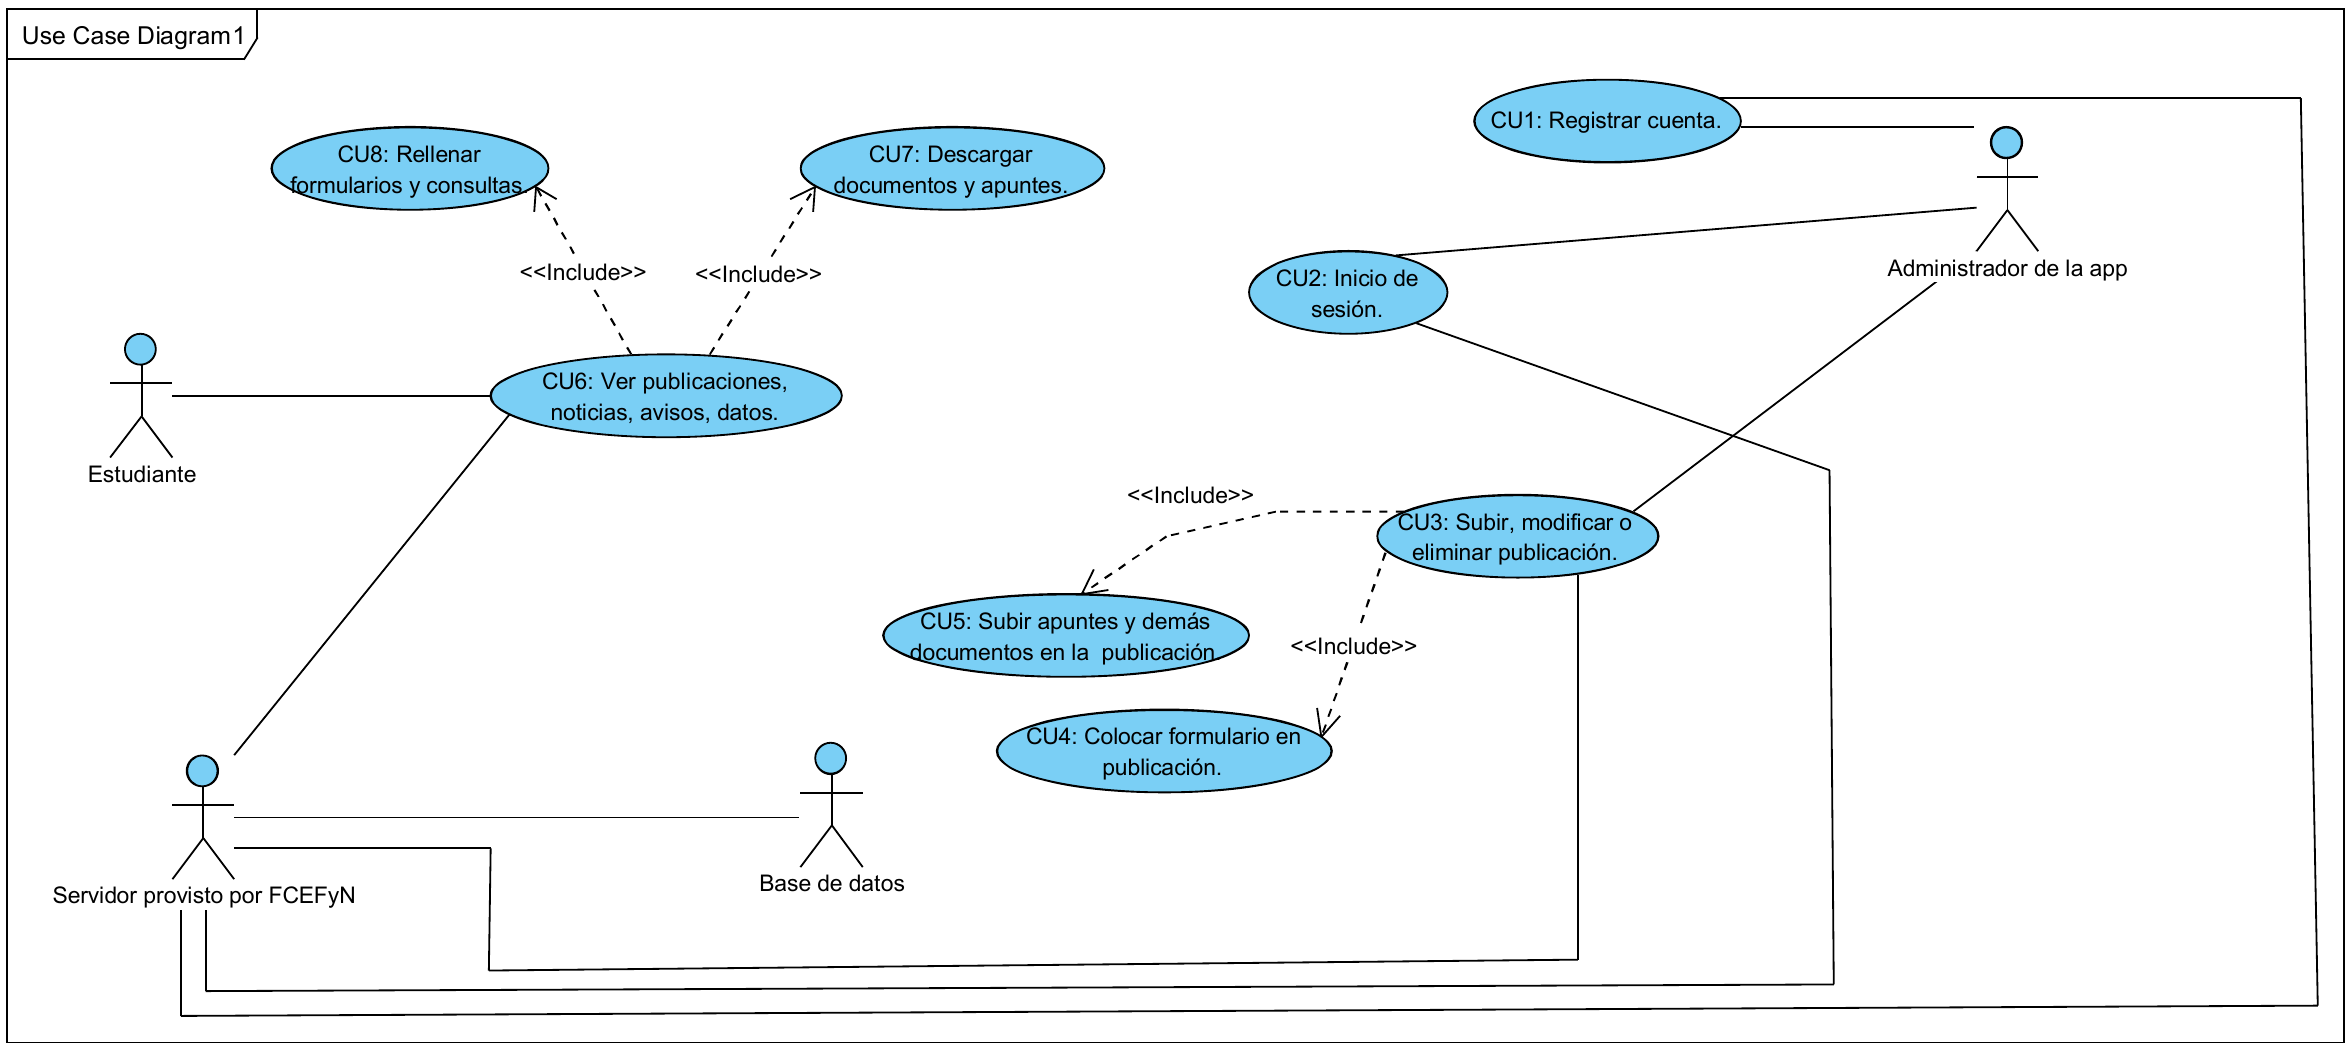 Use Case Diagram1
CU1: Registrar cuenta.
CU8: Rellenar
formularios y consultas.
CU7: Descargar
documentos y apuntes.
Administrador de la app
<<Include>>
<<Include>>
CU2: Inicio de
sesión.
CU6: Ver publicaciones,
noticias, avisos, datos.
Estudiante
<<Include>>
CU3: Subir, modificar o
eliminar publicación.
CU5: Subir apuntes y demás
documentos en la  publicación.
<<Include>>
CU4: Colocar formulario en
publicación.
Base de datos
Servidor provisto por FCEFyN